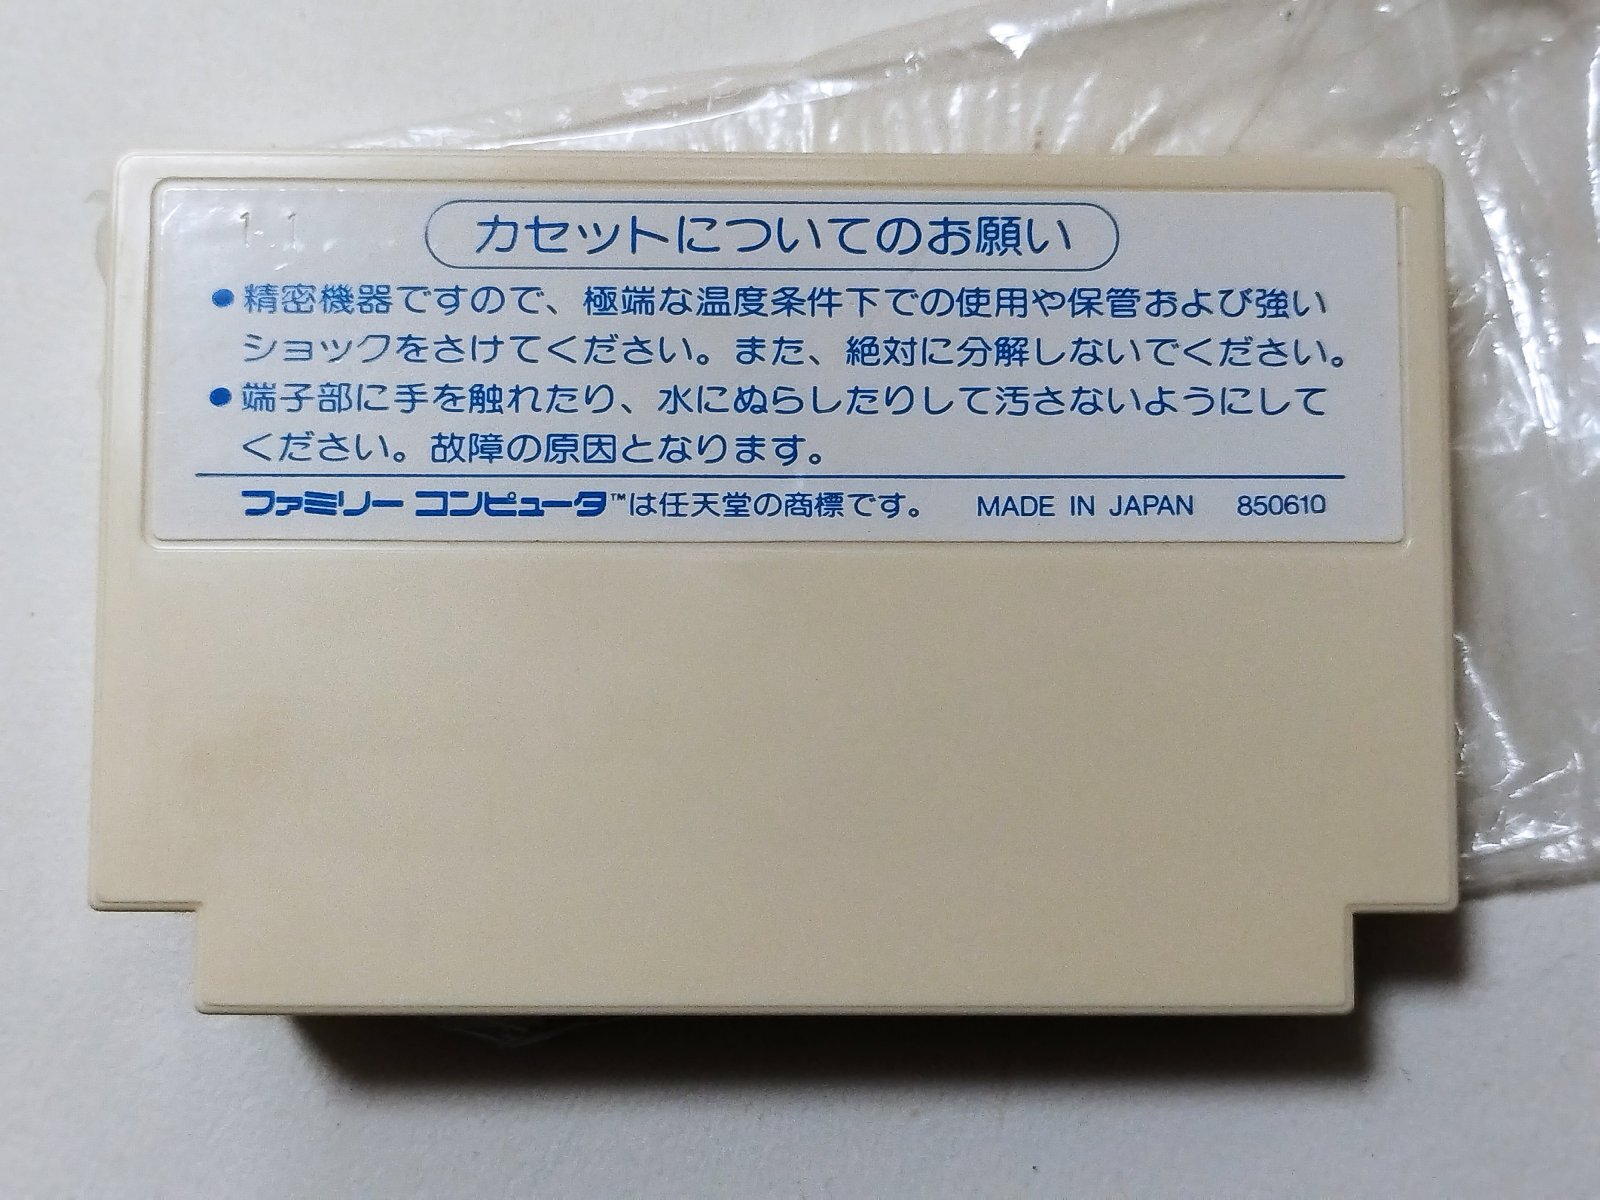 1 1
カセットについてのお願い
●精密機器ですので、極端な温度条件下での使用や保管および強い
ショックをさけてください。また、絶対に分解しないでください。
●端子部に手を触れたり、水にぬらしたりして汚さないようにして
ください。故障の原因となります。
ファミリー コンピュータ™は任天堂の商標です。 MADE IN JAPAN 850610